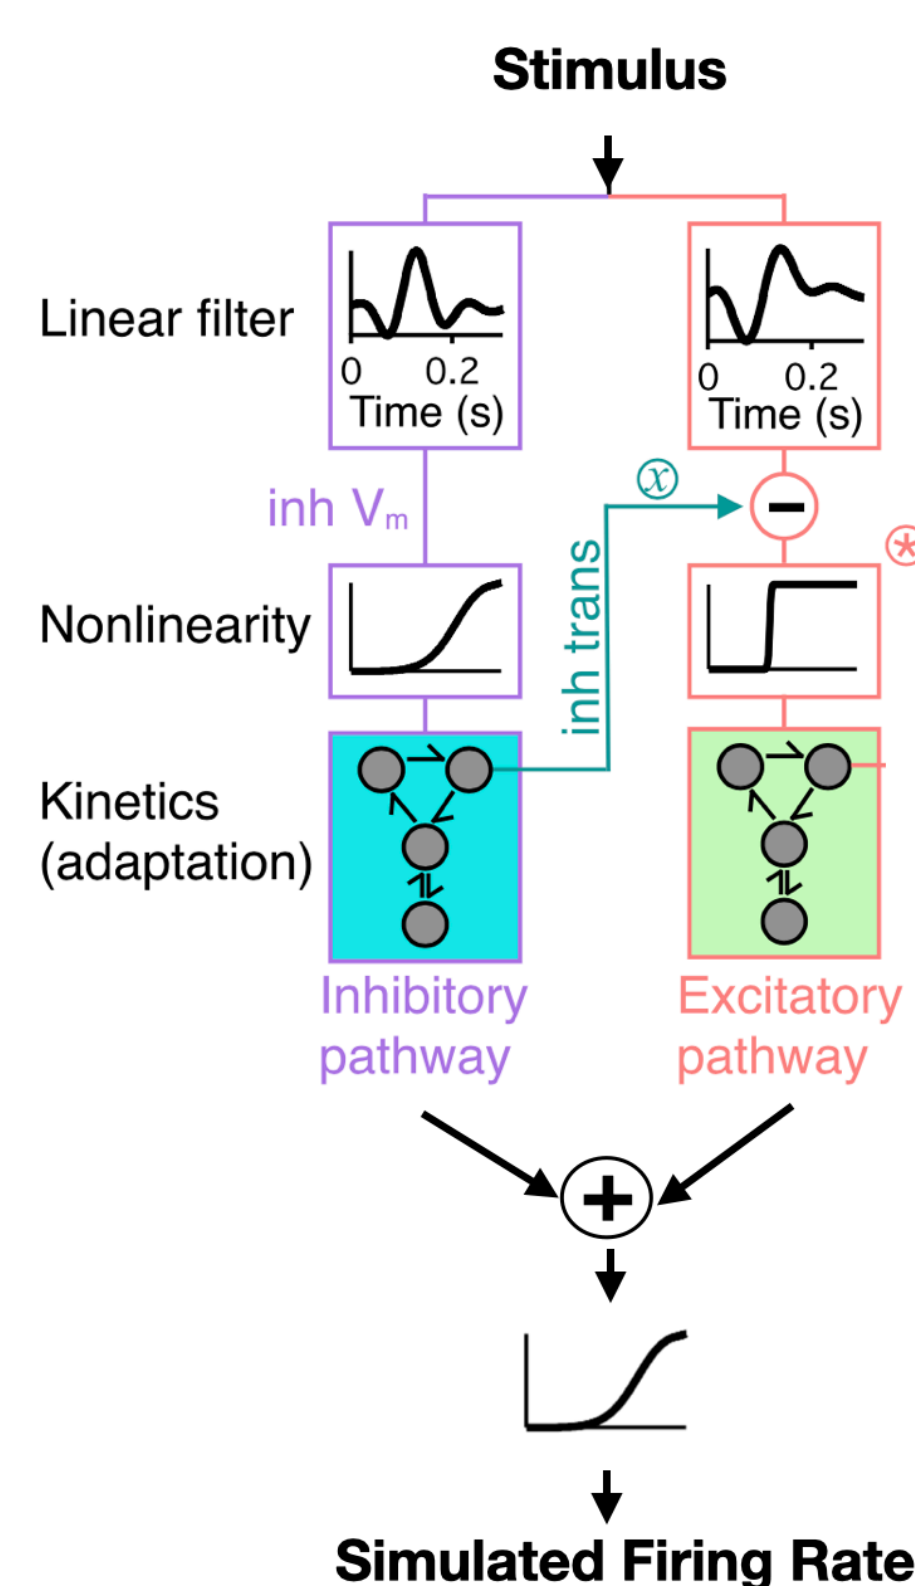 Stimulus
Linear filter
0 0.2
Time (s)
0 0.2
Time (s)
inh Vm
x
−
*
inh trans
Nonlinearity
Kinetics
(adaptation)
Inhibitory
pathway
Excitatory
pathway
+
Simulated Firing Rate